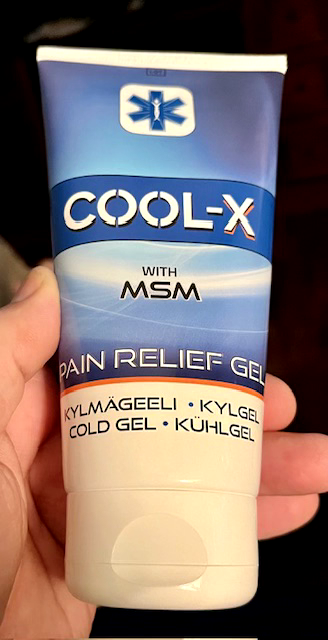 COOL-X
WITH
MSM
PAIN RELIEF GEL
KYLMÄGEELI • KYLGEL
COLD GEL • KÜHLGEL